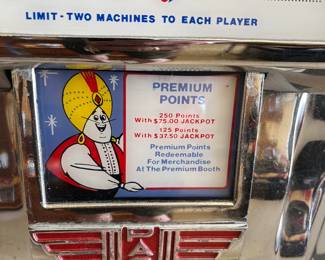 LIMIT - TWO MACHINES TO EACH PLAYER
PREMIUM
POINTS
250 Points
With $75.00 JACKPOT
125 Points
With $37.50 JACKPOT
Premium Points
Redeemable
For Merchandise
At The Premium Booth